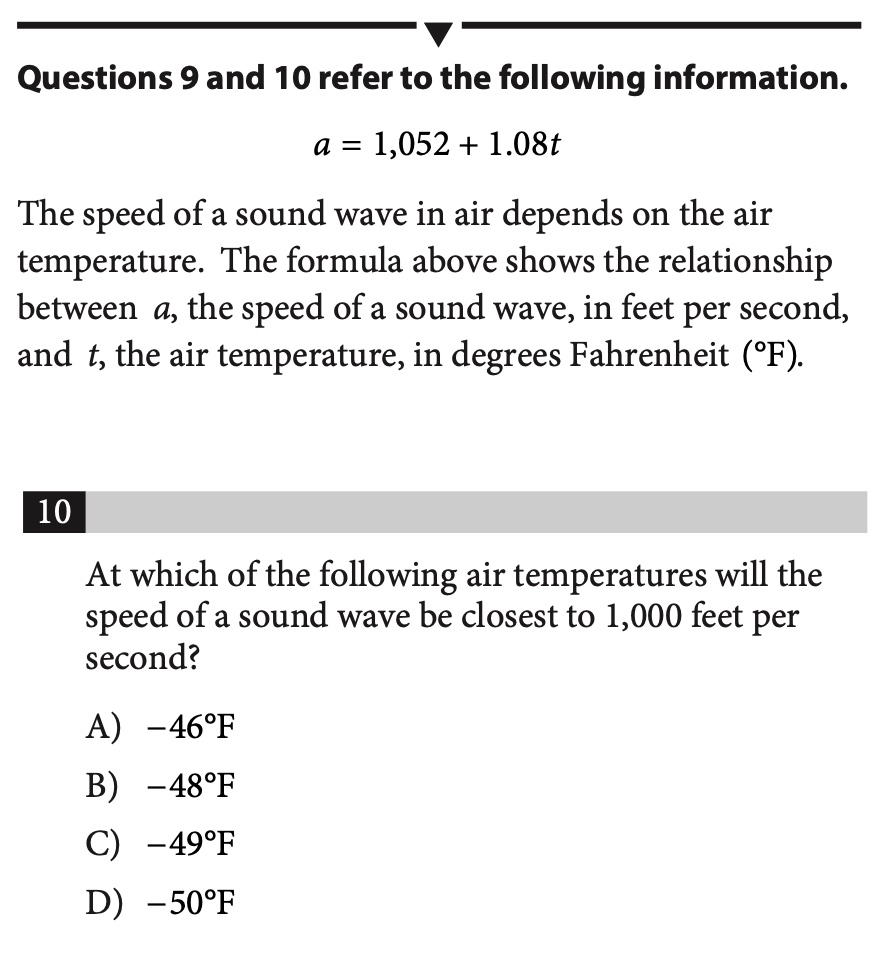 Questions 9 and 10 refer to the following information.
a = 1,052 + 1.08t
The speed of a sound wave in air depends on the air
temperature. The formula above shows the relationship
between a, the speed of a sound wave, in feet per second,
and t, the air temperature, in degrees Fahrenheit (°F).
10
At which of the following air temperatures will the
speed of a sound wave be closest to 1,000 feet per
second?
A) −46°F
B) −48°F
C) −49°F
D) −50°F